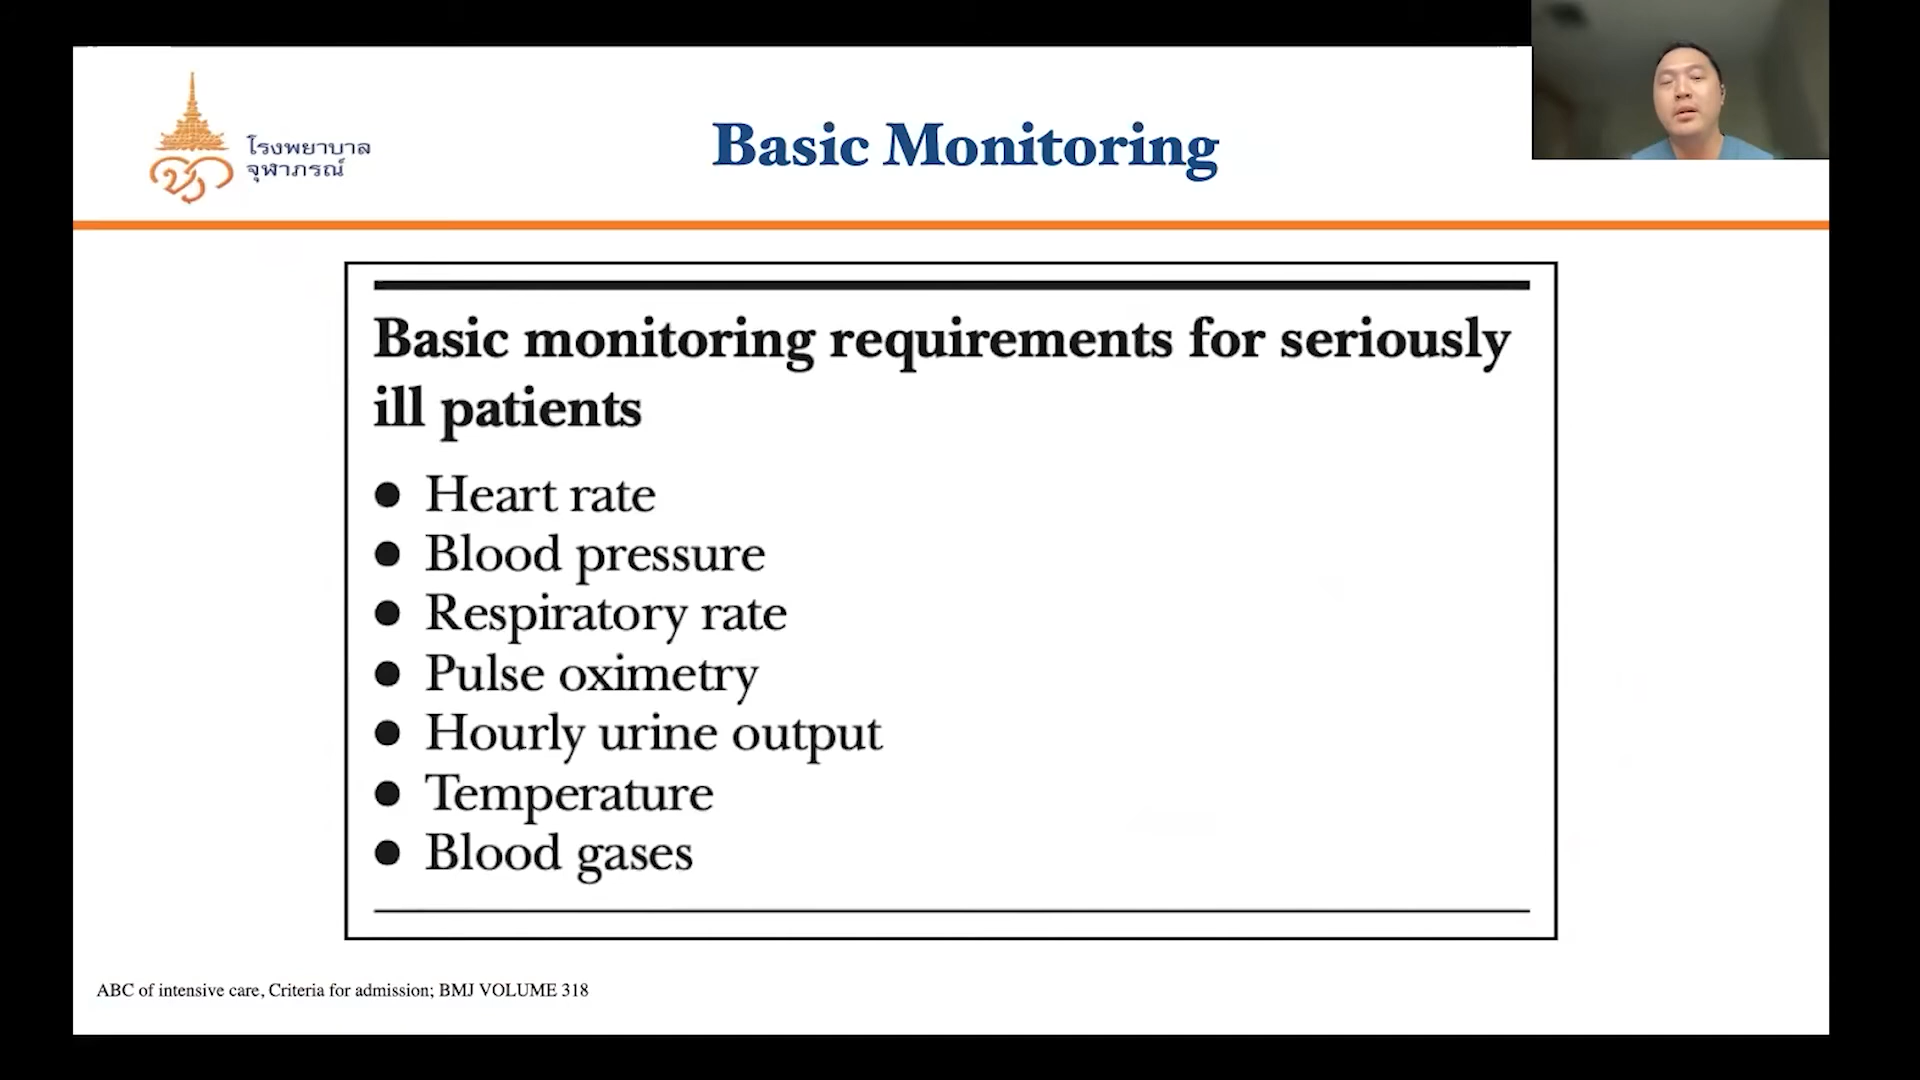 โรงพยาบาล
จุฬาภรณ์
Basic Monitoring
Basic monitoring requirements for seriously
ill patients
● Heart rate
● Blood pressure
● Respiratory rate
● Pulse oximetry
● Hourly urine output
● Temperature
● Blood gases
ABC of intensive care, Criteria for admission; BMJ VOLUME 318